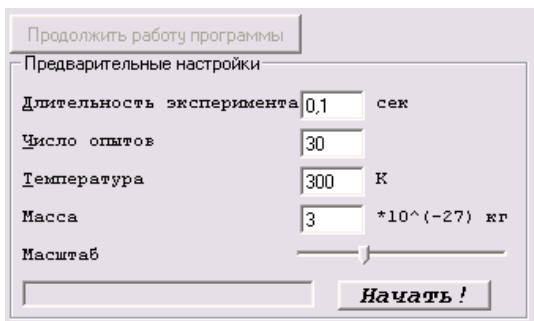 Продолжить работу программы
Предварительные настройки
Длительность эксперимента 0,1 сек
Число опытов 30
Температура 300 К
Масса 3 *10^(-27) кг
Масштаб
Начать!